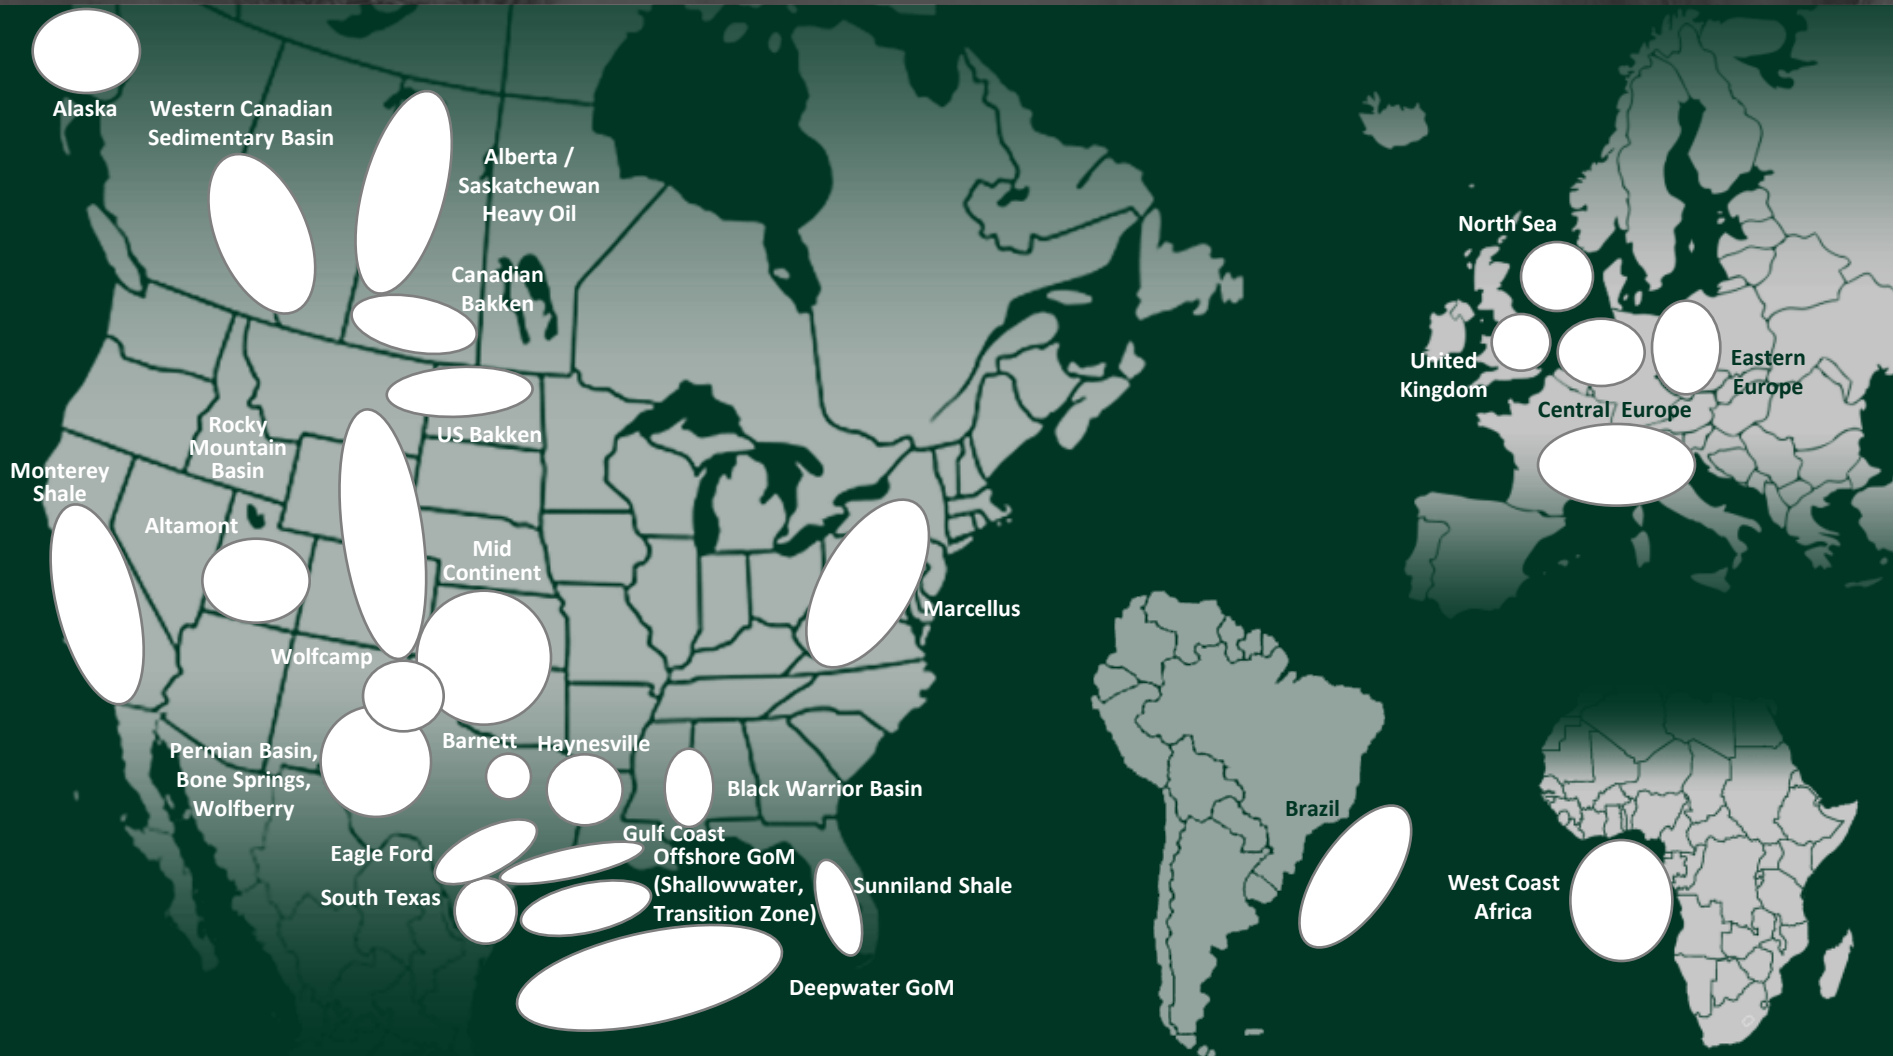 Alaska
Western Canadian
Sedimentary Basin
Alberta /
Saskatchewan
Heavy Oil
Canadian
Bakken
US Bakken
Rocky
Mountain
Basin
Monterey
Shale
Altamont
Mid
Continent
Marcellus
Wolfcamp
Permian Basin,
Bone Springs,
Wolfberry
Barnett
Haynesville
Black Warrior Basin
Eagle Ford
South Texas
Gulf Coast
Offshore GoM
(Shallowwater,
Transition Zone)
Sunniland Shale
Deepwater GoM
North Sea
United
Kingdom
Eastern
Europe
Central Europe
Brazil
West Coast
Africa